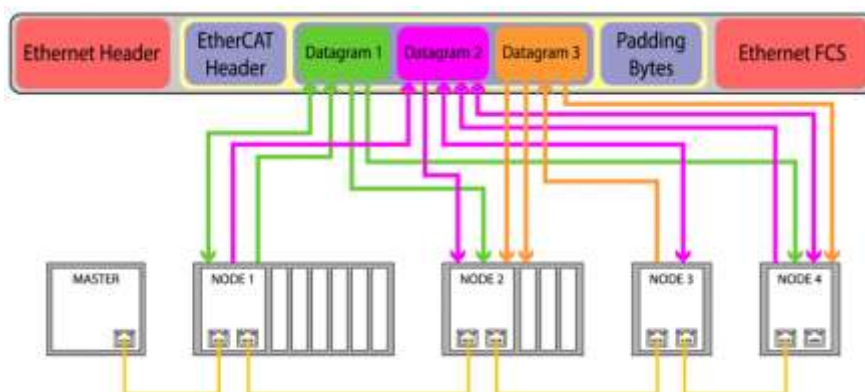 Ethernet Header
EtherCAT
Header
Datagram 1
Datagram 2
Datagram 3
Padding
Bytes
Ethernet FCS
MASTER
NODE 1
NODE 2
NODE 3
NODE 4